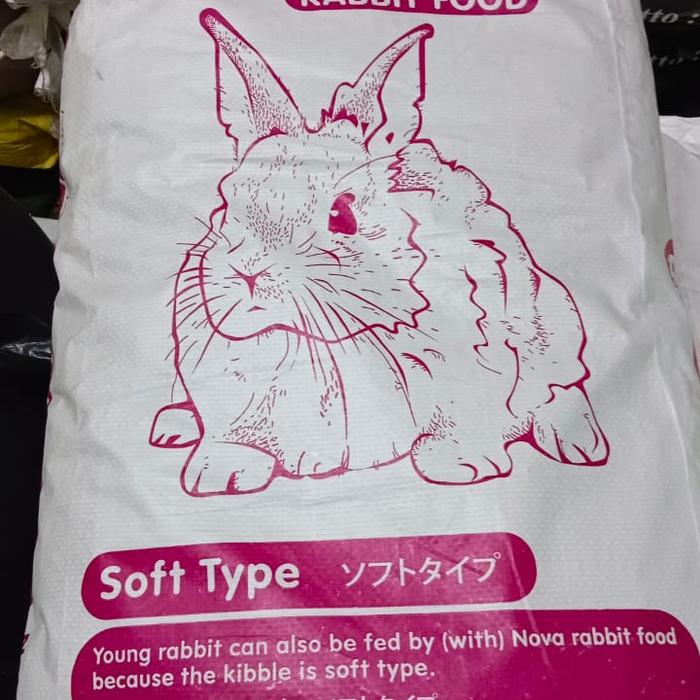 RABBIT FOOD
Soft Type ソフトタイプ
Young rabbit can also be fed by (with) Nova rabbit food
because the kibble is soft type.